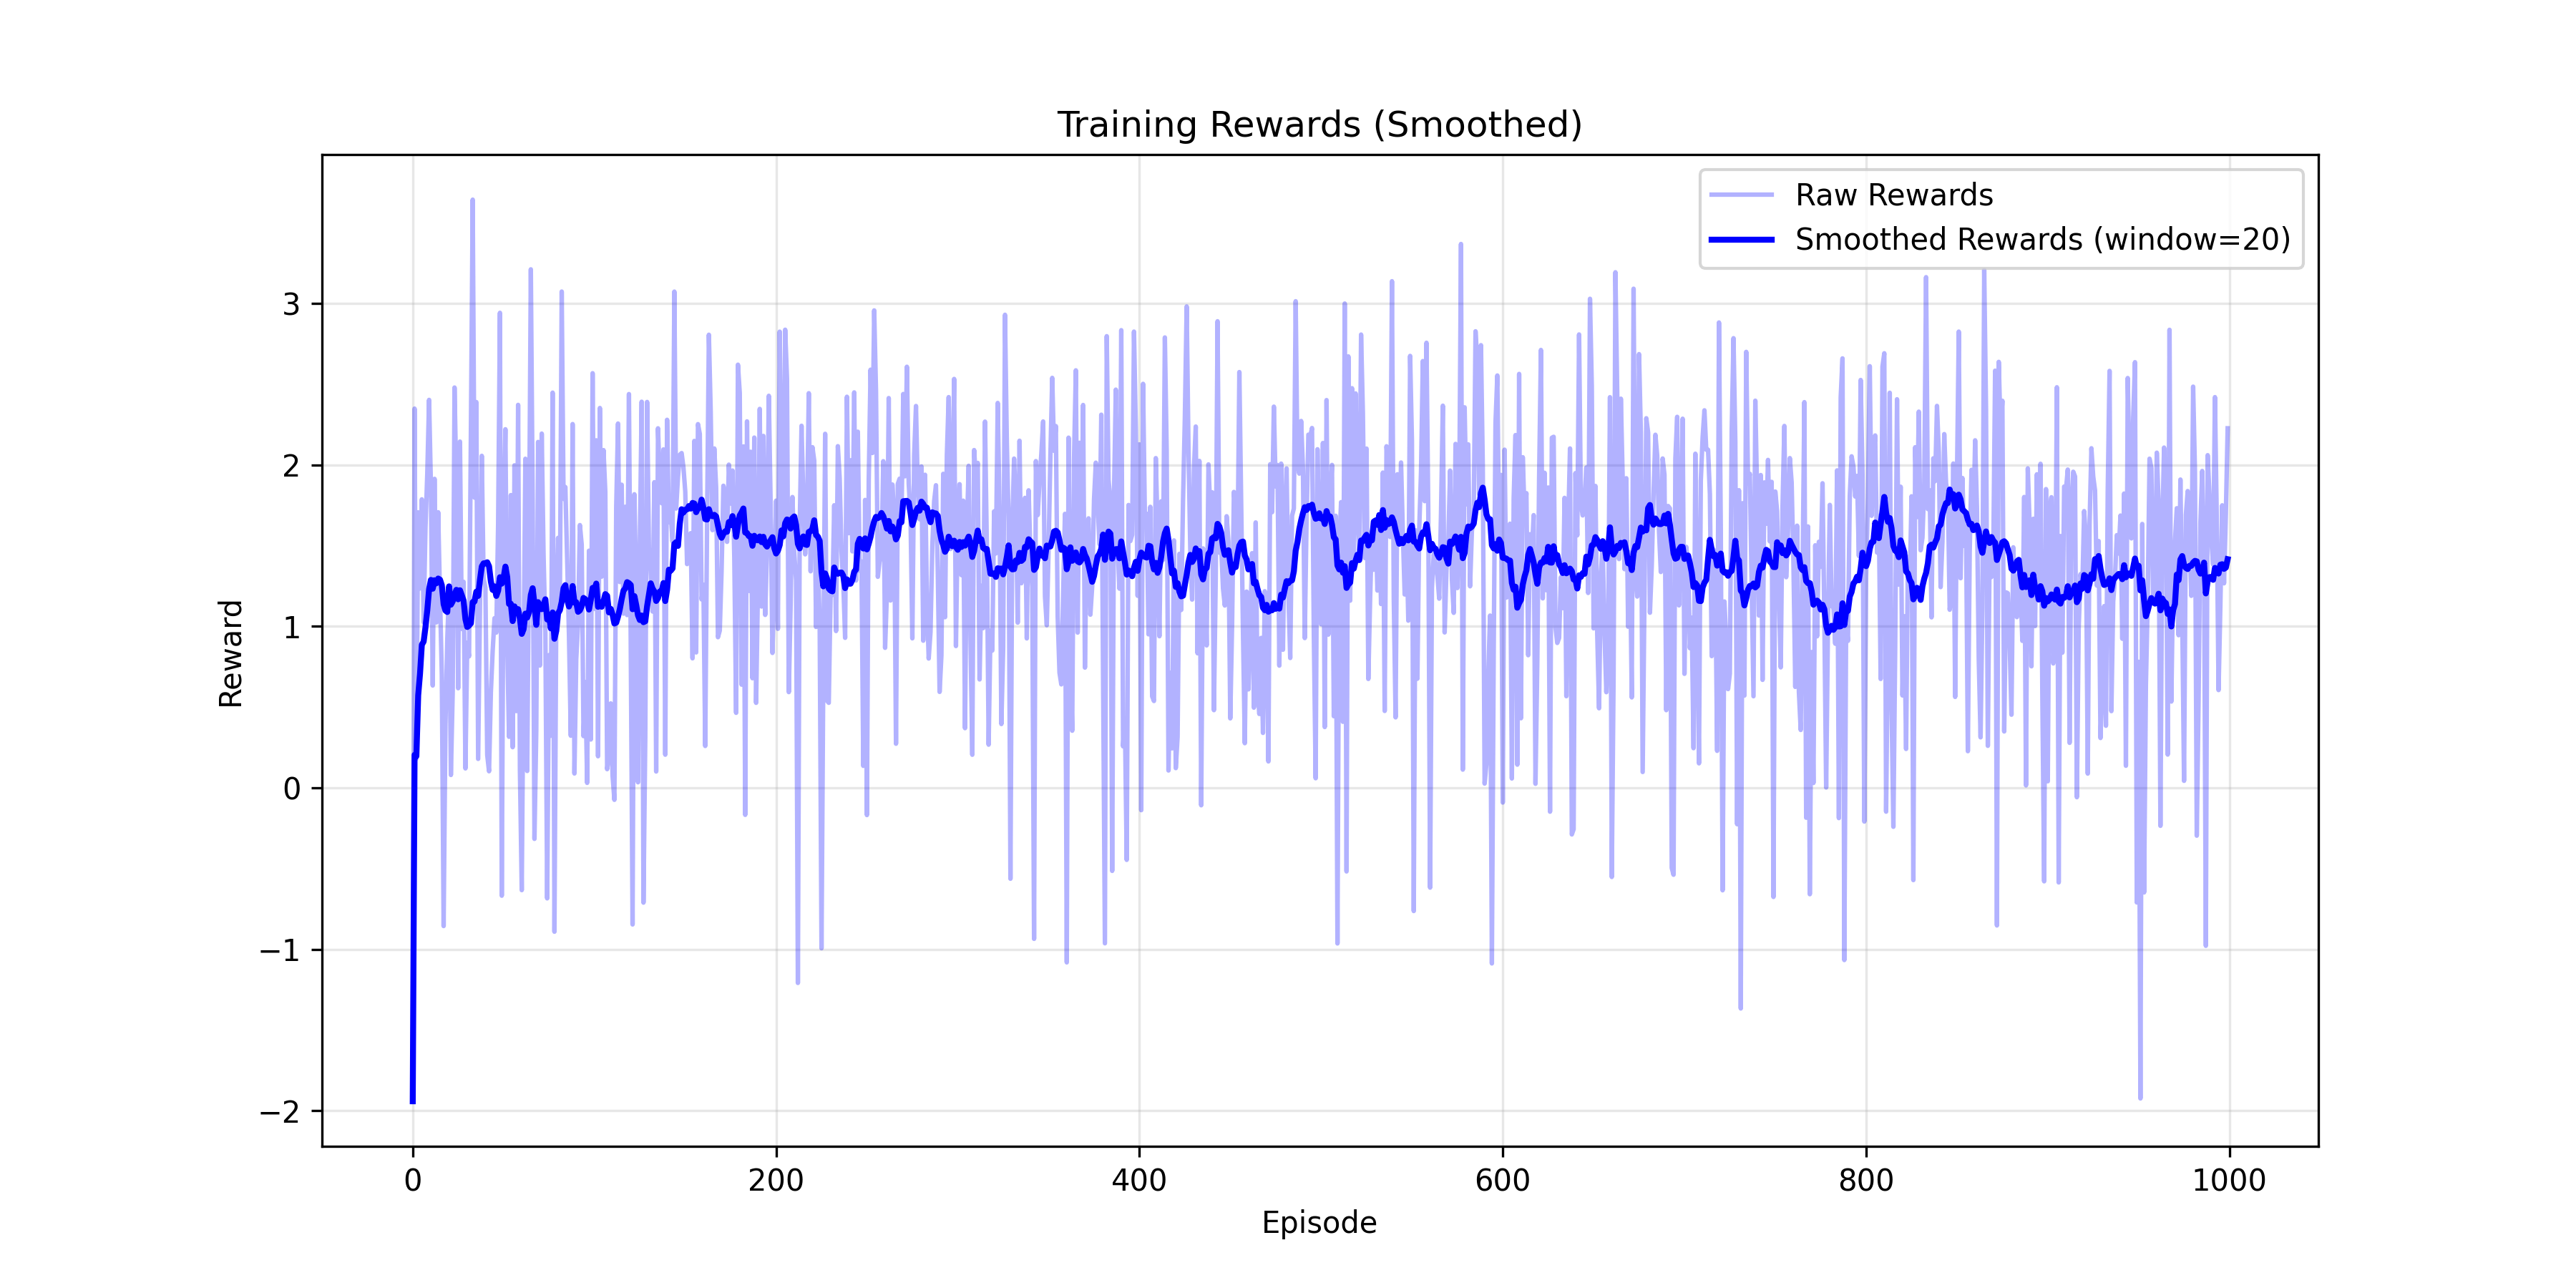 Training Rewards (Smoothed)
Raw Rewards
Smoothed Rewards (window=20)
Reward
3
2
1
0
−1
−2
0 200 400 600 800 1000
Episode